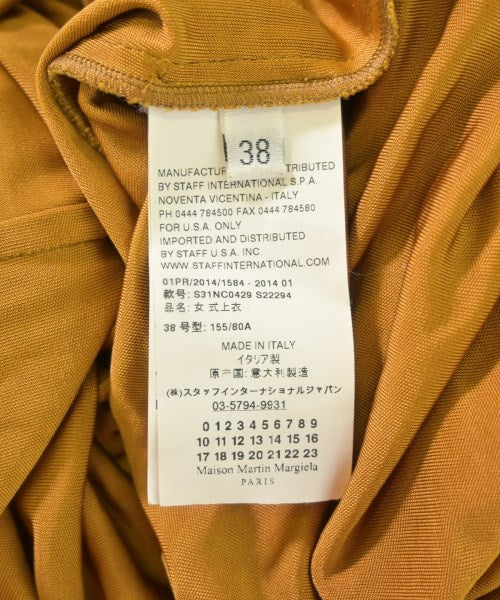 38
MANUFACTUR STRIBUTED
BY STAFF INTERNATIONAL S.P.A.
NOVENTA VICENTINA - ITALY
PH 0444 784500 FAX 0444 784580
FOR U.S.A. ONLY
IMPORTED AND DISTRIBUTED
BY STAFF U.S.A. INC.
WWW.STAFFINTERNATIONAL.COM
01PR/2014/1584 - 2014 01
款号: S31NC0429 S22294
品名: 女 式上衣
38 号型: 155/80A
MADE IN ITALY
イタリア製
原产国: 意大利製造
(株)スタッフインターナショナルジャパン
03-5794-9931
0 1 2 3 4 5 6 7 8 9
10 11 12 13 14 15 16
17 18 19 20 21 22 23
Maison Martin Margiela
PARIS